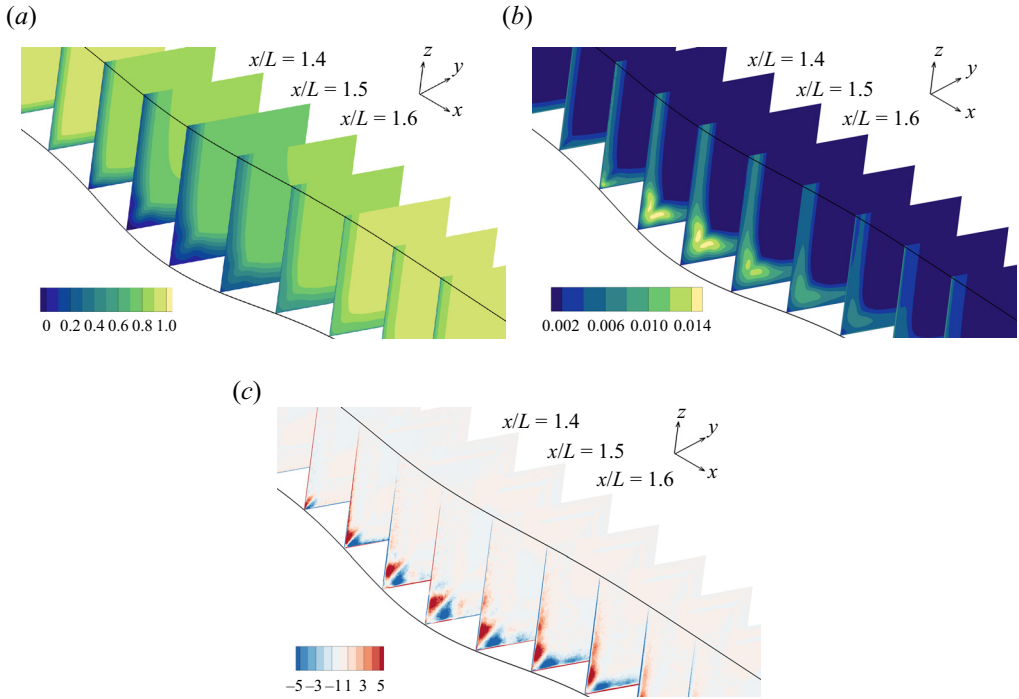 (a)
x/L = 1.4
x/L = 1.5
x/L = 1.6
z
y
x
0 0.2 0.4 0.6 0.8 1.0
(b)
x/L = 1.4
x/L = 1.5
x/L = 1.6
z
y
x
0.002 0.006 0.010 0.014
(c)
x/L = 1.4
x/L = 1.5
x/L = 1.6
z
y
x
−5 −3 −1 1 3 5